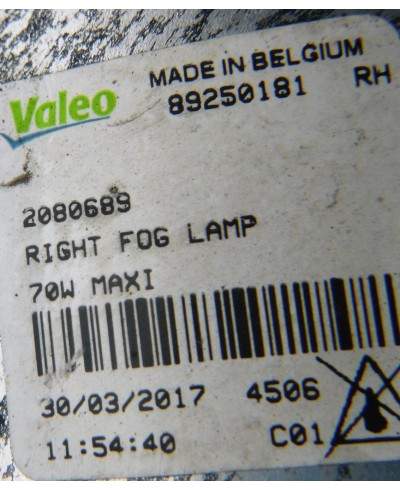 Valeo
MADE IN BELGIUM
89250181 RH
2080689
RIGHT FOG LAMP
70W MAXI
30/03/2017 4506
11:54:40 C01